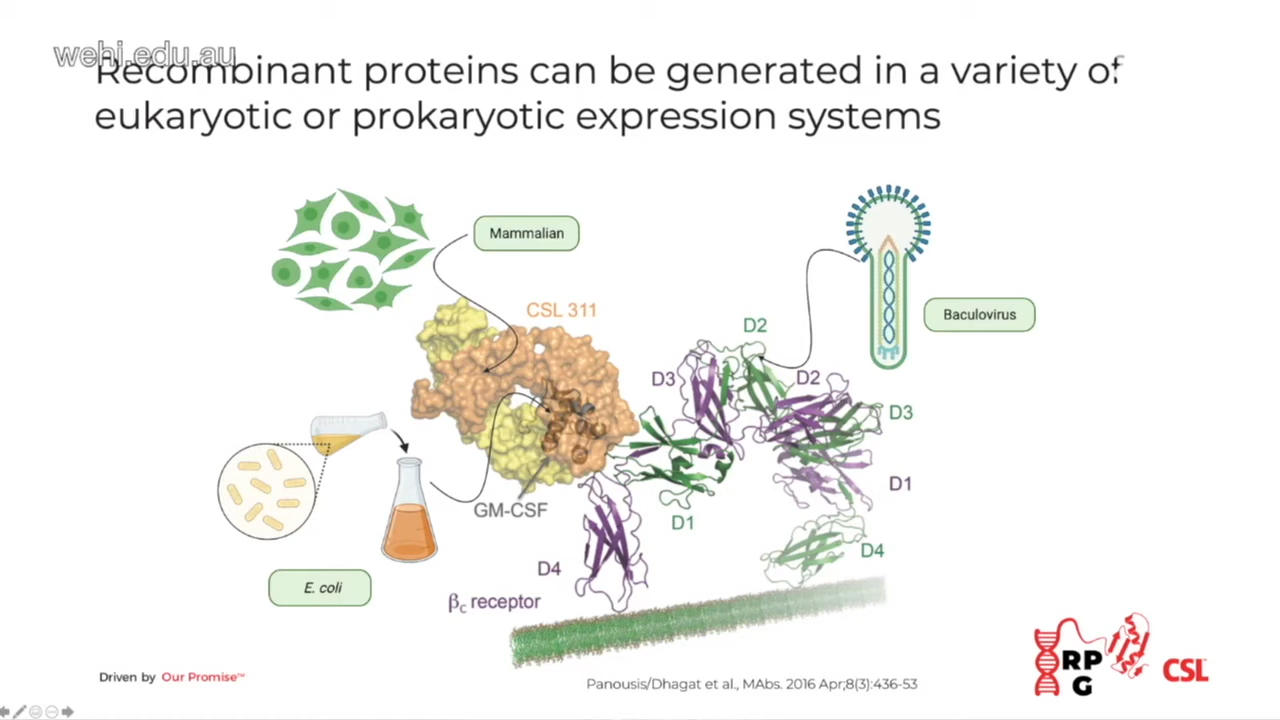 wehi.edu.au
Recombinant proteins can be generated in a variety of
eukaryotic or prokaryotic expression systems
Mammalian
CSL 311
Baculovirus
D2
D3
D2
D3
D1
D1
GM-CSF
D4
D4
E. coli
βc receptor
Driven by Our Promise™
Panousis/Dhagat et al., MAbs. 2016 Apr;8(3):436-53
RP
G
CSL